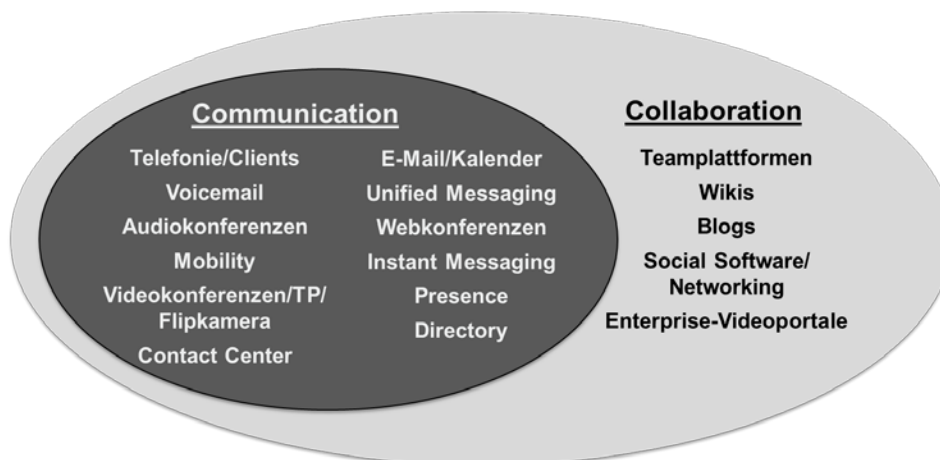 Communication
Telefonie/Clients
Voicemail
Audiokonferenzen
Mobility
Videokonferenzen/TP/
Flipkamera
Contact Center
E-Mail/Kalender
Unified Messaging
Webkonferenzen
Instant Messaging
Presence
Directory
Collaboration
Teamplattformen
Wikis
Blogs
Social Software/
Networking
Enterprise-Videoportale